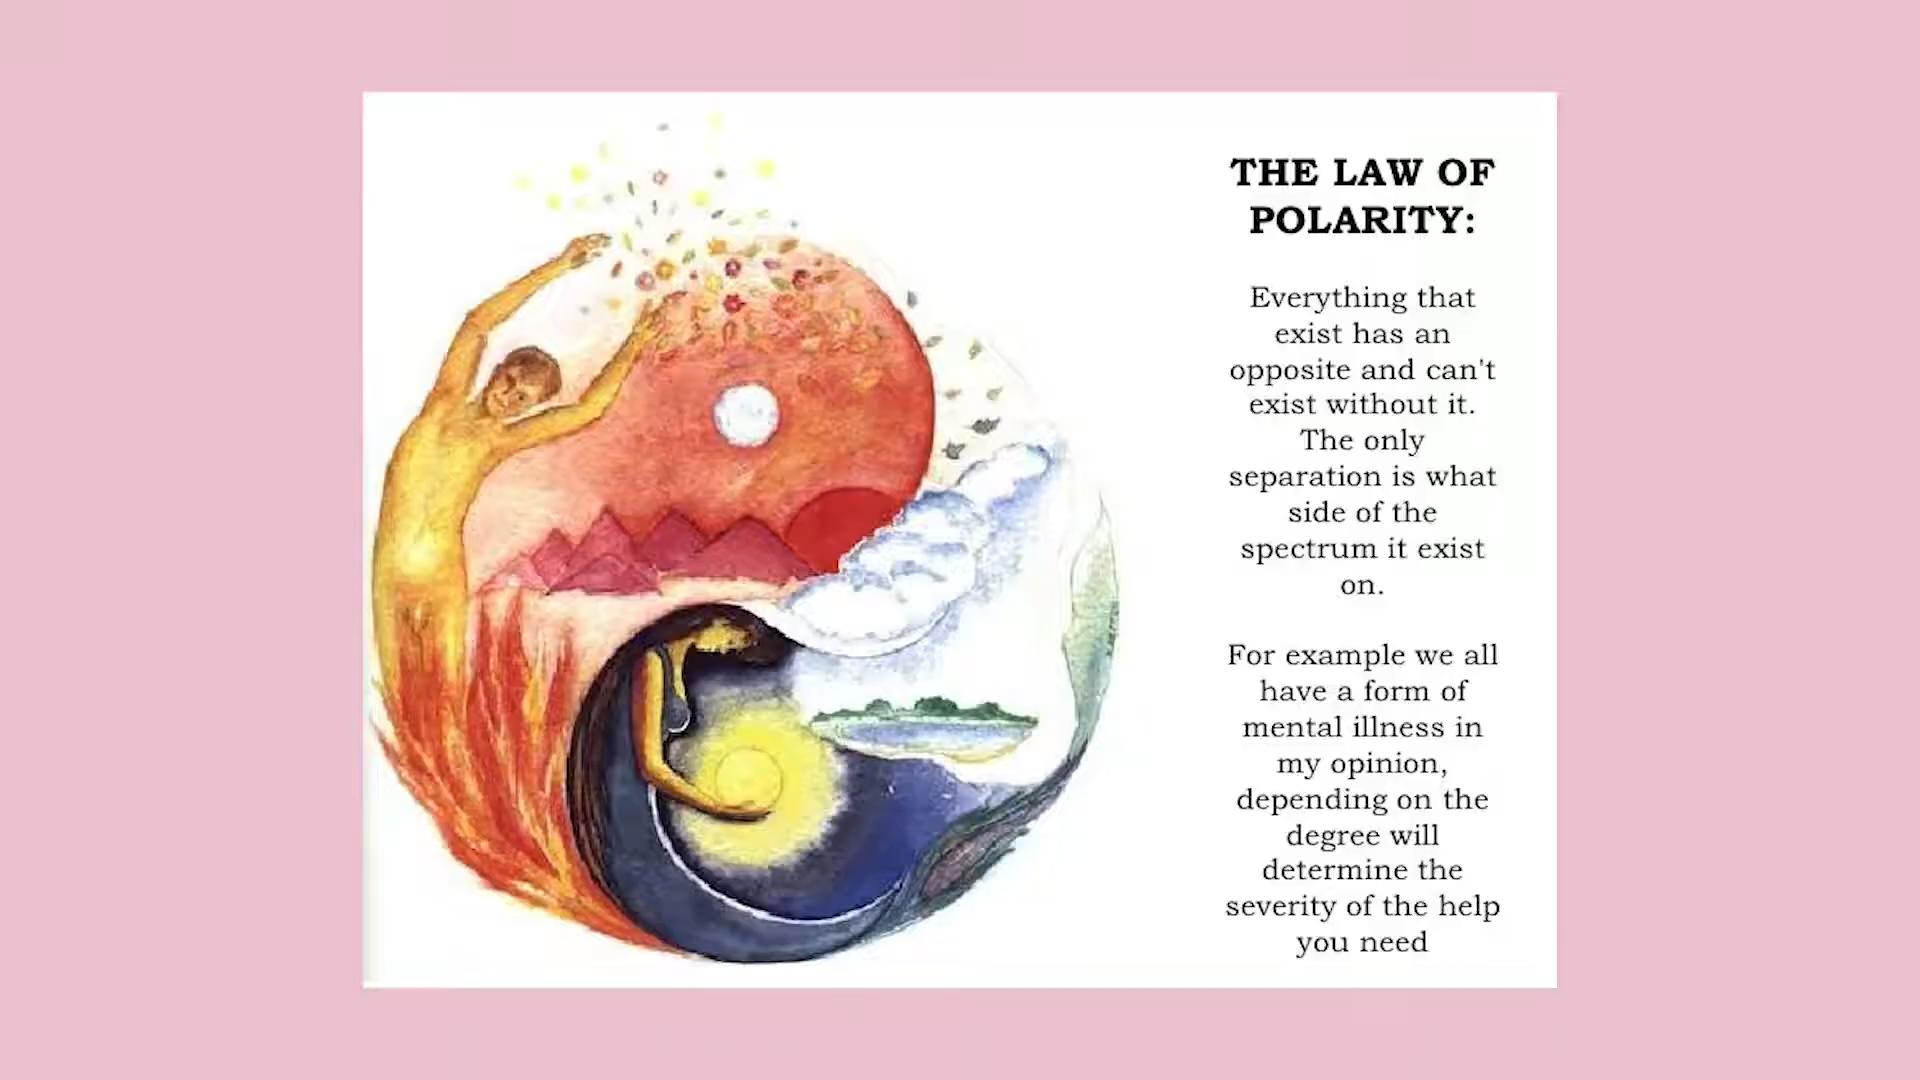 THE LAW OF
POLARITY:
Everything that
exist has an
opposite and can't
exist without it.
The only
separation is what
side of the
spectrum it exist
on.
For example we all
have a form of
mental illness in
my opinion,
depending on the
degree will
determine the
severity of the help
you need